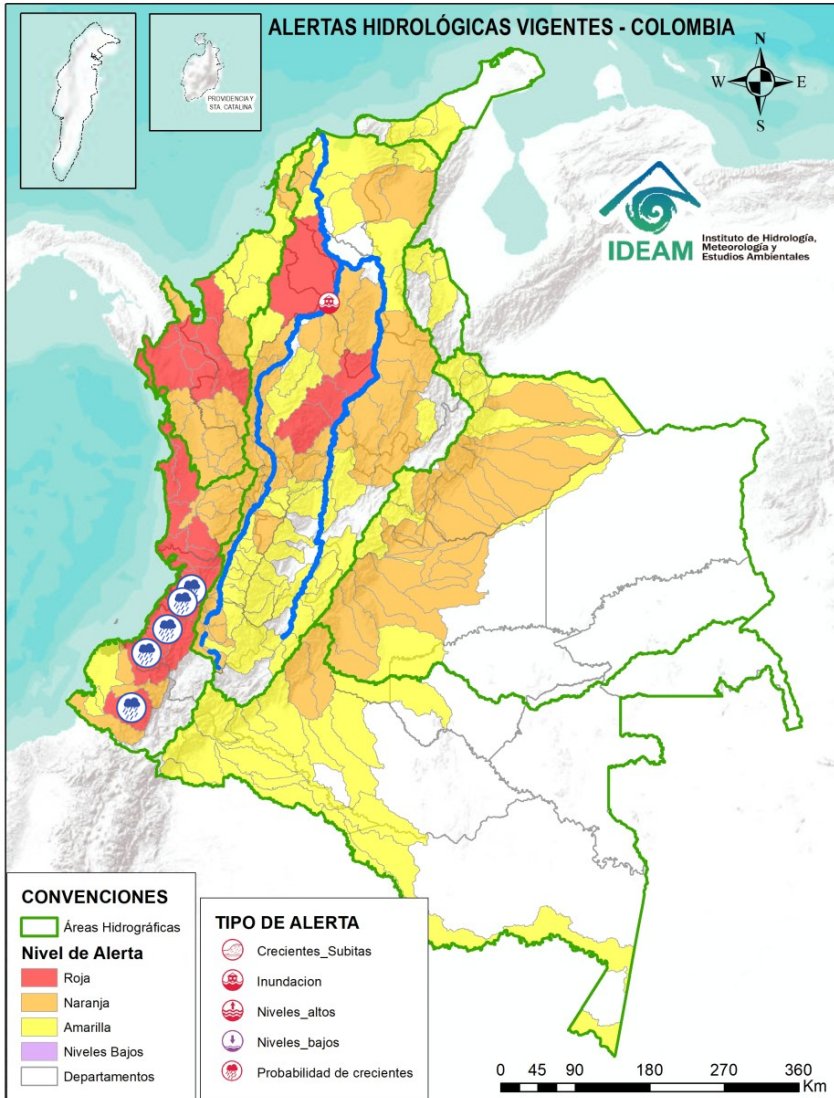 ALERTAS HIDROLÓGICAS VIGENTES - COLOMBIA
PROVIDENCIA Y
STA. CATALINA
N
W
E
S
IDEAM
Instituto de Hidrología,
Meteorología y
Estudios Ambientales
CONVENCIONES
Áreas Hidrográficas
Nivel de Alerta
Roja
Naranja
Amarilla
Niveles Bajos
Departamentos
TIPO DE ALERTA
Crecientes_Subitas
Inundacion
Niveles_altos
Niveles_bajos
Probabilidad de crecientes
0 45 90 180 270 360
Km